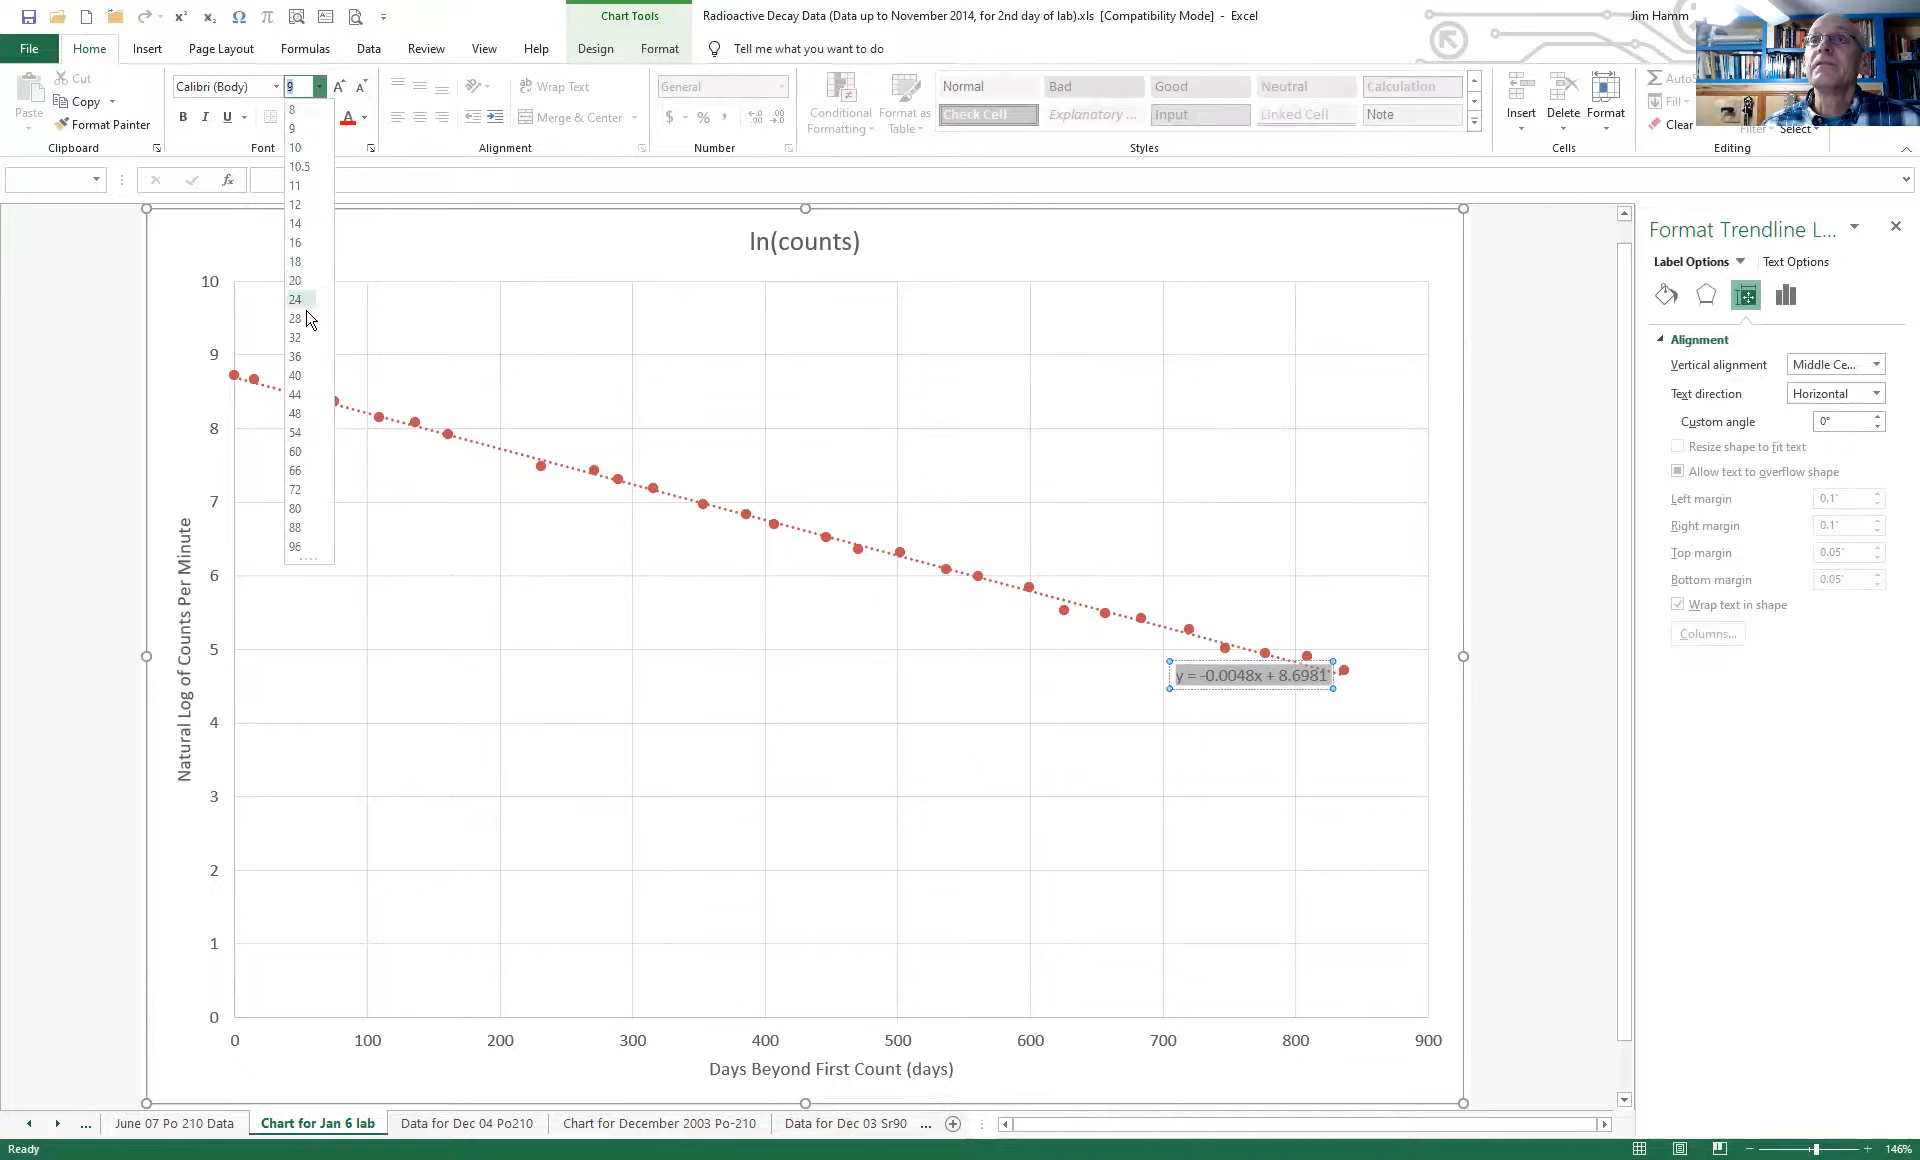 Chart Tools
Radioactive Decay Data (Data up to November 2014, for 2nd day of lab).xls [Compatibility Mode] - Excel
Jim Hamm
File Home Insert Page Layout Formulas Data Review View Help Design Format Tell me what you want to do
Paste
Cut
Copy
Format Painter
Clipboard
Calibri (Body)
9
B I U A
Font
Wrap Text
Merge & Center
Alignment
General
$ % ,
Number
Conditional Formatting
Format as Table
Normal Bad Good Neutral Calculation
Check Cell Explanatory ... Input Linked Cell Note
Styles
Insert Delete Format
Cells
AutoS
Fill
Clear
Filter Select
Editing
fx
8
9
10
10.5
11
12
14
16
18
20
24
28
32
36
40
44
48
54
60
66
72
80
88
96
ln(counts)
10
9
8
7
6
5
4
3
2
1
0
Natural Log of Counts Per Minute
y = -0.0048x + 8.6981
0 100 200 300 400 500 600 700 800 900
Days Beyond First Count (days)
Format Trendline L...
Label Options Text Options
Alignment
Vertical alignment Middle Ce...
Text direction Horizontal
Custom angle 0°
Resize shape to fit text
Allow text to overflow shape
Left margin 0.1"
Right margin 0.1"
Top margin 0.05"
Bottom margin 0.05"
Wrap text in shape
Columns...
... June 07 Po 210 Data Chart for Jan 6 lab Data for Dec 04 Po210 Chart for December 2003 Po-210 Data for Dec 03 Sr90 ...
Ready
146%